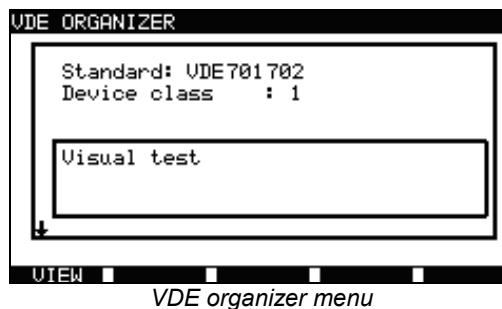 VDE ORGANIZER
Standard: VDE701702
Device class : 1
Visual test
VIEW
VDE organizer menu